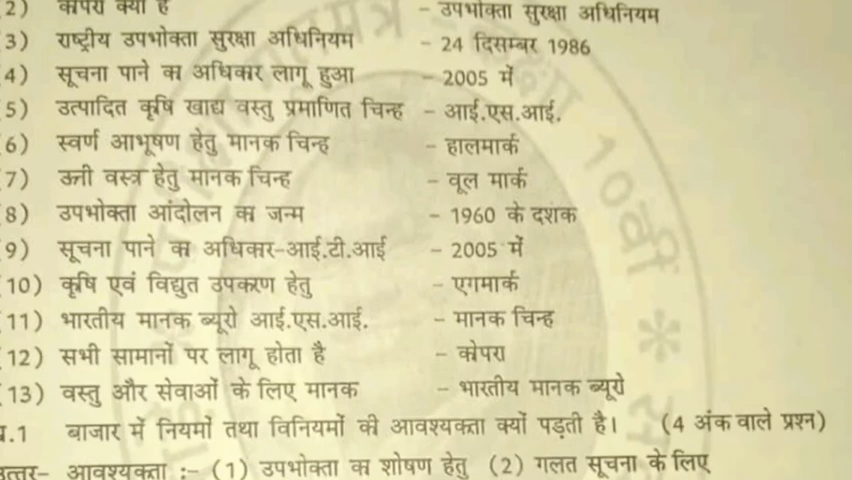 2) कोपरा क्या है - उपभोक्ता सुरक्षा अधिनियम
3) राष्ट्रीय उपभोक्ता सुरक्षा अधिनियम - 24 दिसम्बर 1986
4) सूचना पाने का अधिकार लागू हुआ - 2005 में
5) उत्पादित कृषि खाद्य वस्तु प्रमाणित चिन्ह - आई.एस.आई.
6) स्वर्ण आभूषण हेतु मानक चिन्ह - हालमार्क
7) ऊनी वस्त्र हेतु मानक चिन्ह - वूल मार्क
8) उपभोक्ता आंदोलन का जन्म - 1960 के दशक
9) सूचना पाने का अधिकार-आई.टी.आई - 2005 में
10) कृषि एवं विद्युत उपकरण हेतु - एगमार्क
11) भारतीय मानक ब्यूरो आई.एस.आई. - मानक चिन्ह
12) सभी सामानों पर लागू होता है - कोपरा
13) वस्तु और सेवाओं के लिए मानक - भारतीय मानक ब्यूरो
प्र.1 बाजार में नियमों तथा विनियमों की आवश्यकता क्यों पड़ती है। (4 अंक वाले प्रश्न)
उत्तर- आवश्यकता :- (1) उपभोक्ता का शोषण हेतु (2) गलत सूचना के लिए
10वीं